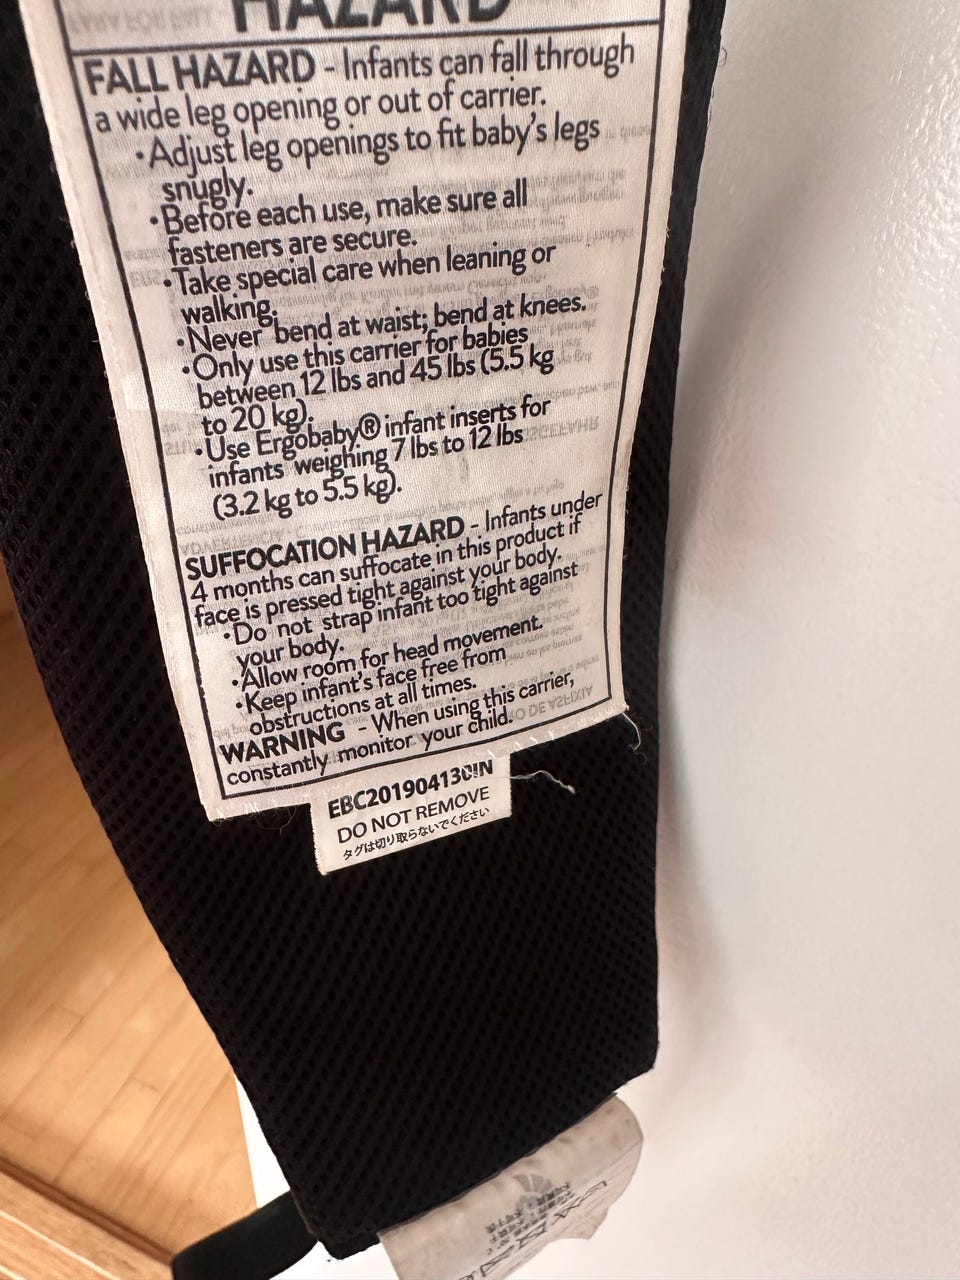 HAZARD
FALL HAZARD - Infants can fall through
a wide leg opening or out of carrier.
•Adjust leg openings to fit baby's legs
snugly.
•Before each use, make sure all
fasteners are secure.
•Take special care when leaning or
walking.
•Never bend at waist; bend at knees.
•Only use this carrier for babies
between 12 lbs and 45 lbs (5.5 kg
to 20 kg).
•Use Ergobaby® infant inserts for
infants weighing 7 lbs to 12 lbs
(3.2 kg to 5.5 kg).
SUFFOCATION HAZARD - Infants under
4 months can suffocate in this product if
face is pressed tight against your body.
•Do not strap infant too tight against
your body.
•Allow room for head movement.
•Keep infant's face free from
obstructions at all times.
WARNING - When using this carrier,
constantly monitor your child.
DO NOT REMOVE
タグは切り取らないでください